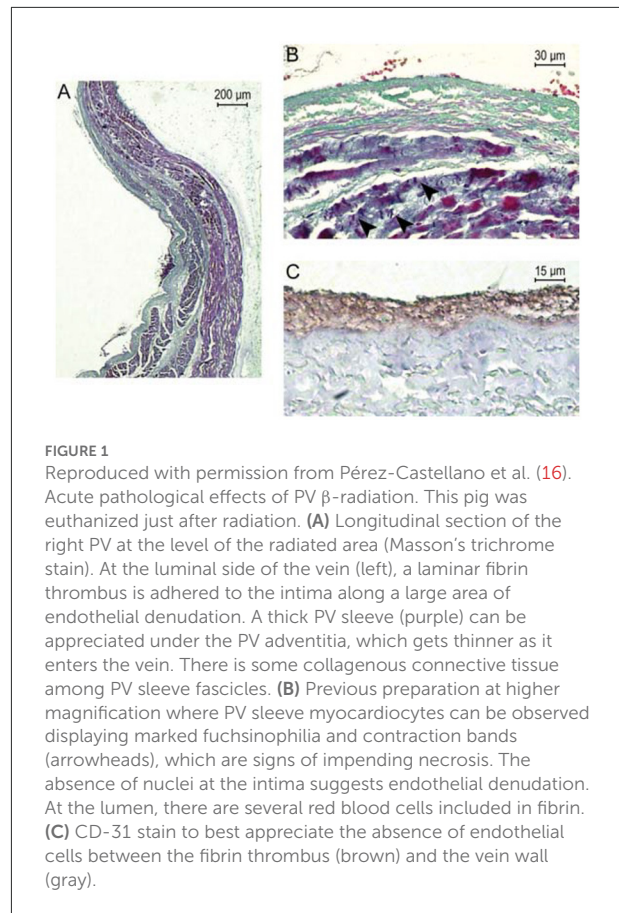 A
200 µm
B
30 µm
C
15 µm
FIGURE 1
Reproduced with permission from Pérez-Castellano et al. (16).
Acute pathological effects of PV β-radiation. This pig was
euthanized just after radiation. (A) Longitudinal section of the
right PV at the level of the radiated area (Masson's trichrome
stain). At the luminal side of the vein (left), a laminar fibrin
thrombus is adhered to the intima along a large area of
endothelial denudation. A thick PV sleeve (purple) can be
appreciated under the PV adventitia, which gets thinner as it
enters the vein. There is some collagenous connective tissue
among PV sleeve fascicles. (B) Previous preparation at higher
magnification where PV sleeve myocardiocytes can be observed
displaying marked fuchsinophilia and contraction bands
(arrowheads), which are signs of impending necrosis. The
absence of nuclei at the intima suggests endothelial denudation.
At the lumen, there are several red blood cells included in fibrin.
(C) CD-31 stain to best appreciate the absence of endothelial
cells between the fibrin thrombus (brown) and the vein wall
(gray).